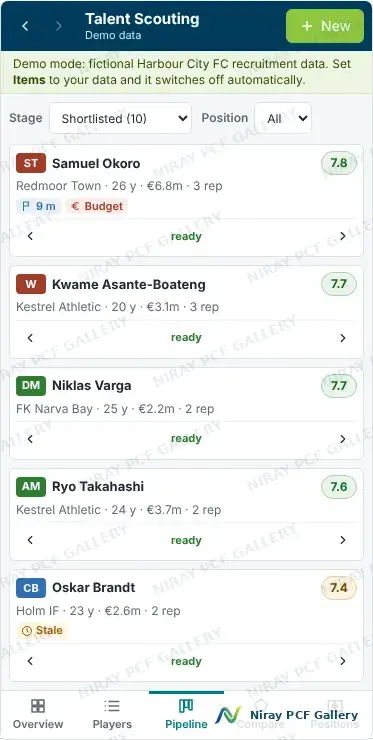 Talent Scouting
Demo data
+ New
Demo mode: fictional Harbour City FC recruitment data. Set
Items to your data and it switches off automatically.
Stage Shortlisted (10) Position All
ST Samuel Okoro 7.8
Redmoor Town · 26 y · €6.8m · 3 rep
9 m € Budget
ready
W Kwame Asante-Boateng 7.7
Kestrel Athletic · 20 y · €3.1m · 3 rep
ready
DM Niklas Varga 7.7
FK Narva Bay · 25 y · €2.2m · 2 rep
ready
AM Ryo Takahashi 7.6
Kestrel Athletic · 24 y · €3.7m · 2 rep
ready
CB Oskar Brandt 7.4
Holm IF · 23 y · €2.6m · 2 rep
Stale
ready
Overview Players Pipeline Compare Positions
Niray PCF Gallery
NIRAY PCF GALLERY